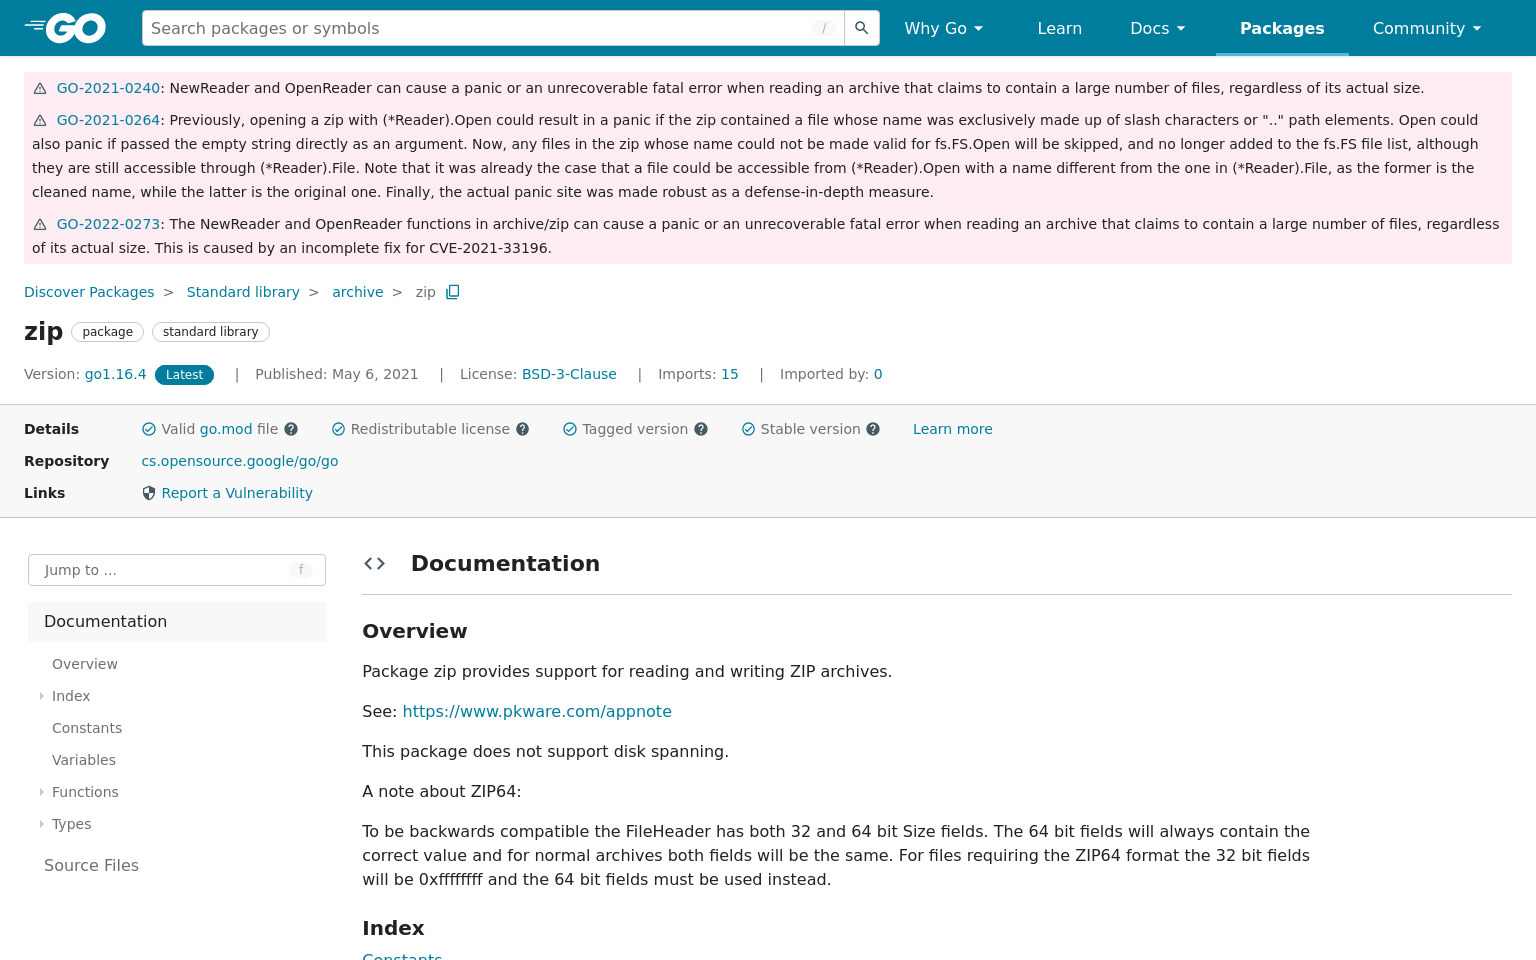 GO
Search packages or symbols /
Why Go
Learn
Docs
Packages
Community
GO-2021-0240: NewReader and OpenReader can cause a panic or an unrecoverable fatal error when reading an archive that claims to contain a large number of files, regardless of its actual size.
GO-2021-0264: Previously, opening a zip with (*Reader).Open could result in a panic if the zip contained a file whose name was exclusively made up of slash characters or ".." path elements. Open could
also panic if passed the empty string directly as an argument. Now, any files in the zip whose name could not be made valid for fs.FS.Open will be skipped, and no longer added to the fs.FS file list, although
they are still accessible through (*Reader).File. Note that it was already the case that a file could be accessible from (*Reader).Open with a name different from the one in (*Reader).File, as the former is the
cleaned name, while the latter is the original one. Finally, the actual panic site was made robust as a defense-in-depth measure.
GO-2022-0273: The NewReader and OpenReader functions in archive/zip can cause a panic or an unrecoverable fatal error when reading an archive that claims to contain a large number of files, regardless
of its actual size. This is caused by an incomplete fix for CVE-2021-33196.
Discover Packages > Standard library > archive > zip
zip package standard library
Version: go1.16.4 Latest | Published: May 6, 2021 | License: BSD-3-Clause | Imports: 15 | Imported by: 0
Details Valid go.mod file Redistributable license Tagged version Stable version Learn more
Repository cs.opensource.google/go/go
Links Report a Vulnerability
Jump to ... f
Documentation
Overview
Index
Constants
Variables
Functions
Types
Source Files
Documentation
Overview
Package zip provides support for reading and writing ZIP archives.
See: https://www.pkware.com/appnote
This package does not support disk spanning.
A note about ZIP64:
To be backwards compatible the FileHeader has both 32 and 64 bit Size fields. The 64 bit fields will always contain the
correct value and for normal archives both fields will be the same. For files requiring the ZIP64 format the 32 bit fields
will be 0xffffffff and the 64 bit fields must be used instead.
Index
Constants